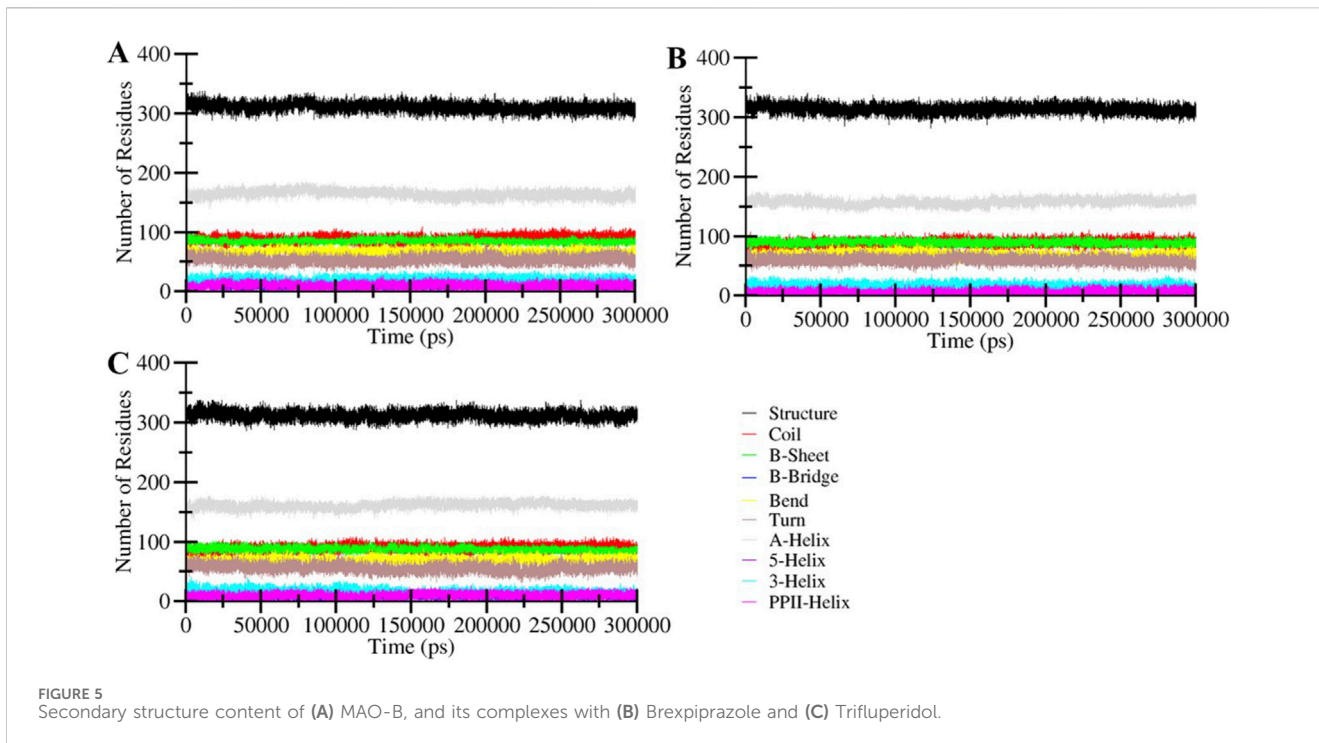 A
B
400
300
200
100
0
Number of Residues
0 50000 100000 150000 200000 250000 300000
Time (ps)
400
300
200
100
0
Number of Residues
0 50000 100000 150000 200000 250000 300000
Time (ps)
C
400
300
200
100
0
Number of Residues
0 50000 100000 150000 200000 250000 300000
Time (ps)
Structure
Coil
B-Sheet
B-Bridge
Bend
Turn
A-Helix
5-Helix
3-Helix
PPII-Helix
FIGURE 5
Secondary structure content of (A) MAO-B, and its complexes with (B) Brexpiprazole and (C) Trifluperidol.